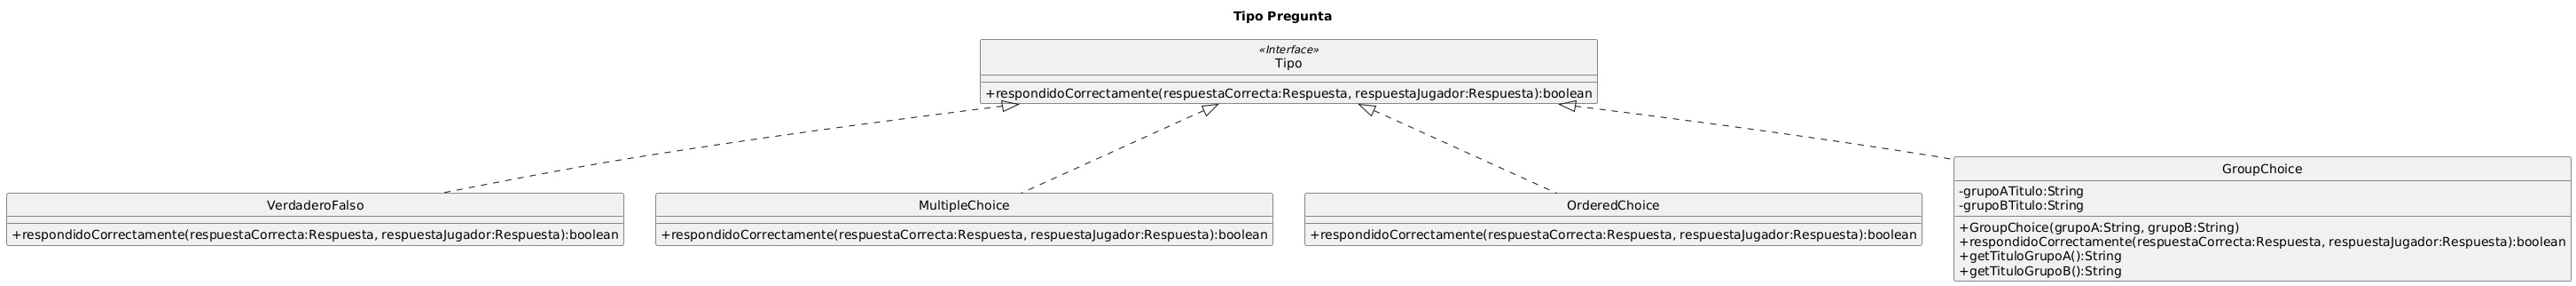 Tipo Pregunta
«Interface»
Tipo
+respondidoCorrectamente(respuestaCorrecta:Respuesta, respuestaJugador:Respuesta):boolean
VerdaderoFalso
+respondidoCorrectamente(respuestaCorrecta:Respuesta, respuestaJugador:Respuesta):boolean
MultipleChoice
+respondidoCorrectamente(respuestaCorrecta:Respuesta, respuestaJugador:Respuesta):boolean
OrderedChoice
+respondidoCorrectamente(respuestaCorrecta:Respuesta, respuestaJugador:Respuesta):boolean
GroupChoice
-grupoATitulo:String
-grupoBTitulo:String
+GroupChoice(grupoA:String, grupoB:String)
+respondidoCorrectamente(respuestaCorrecta:Respuesta, respuestaJugador:Respuesta):boolean
+getTituloGrupoA():String
+getTituloGrupoB():String